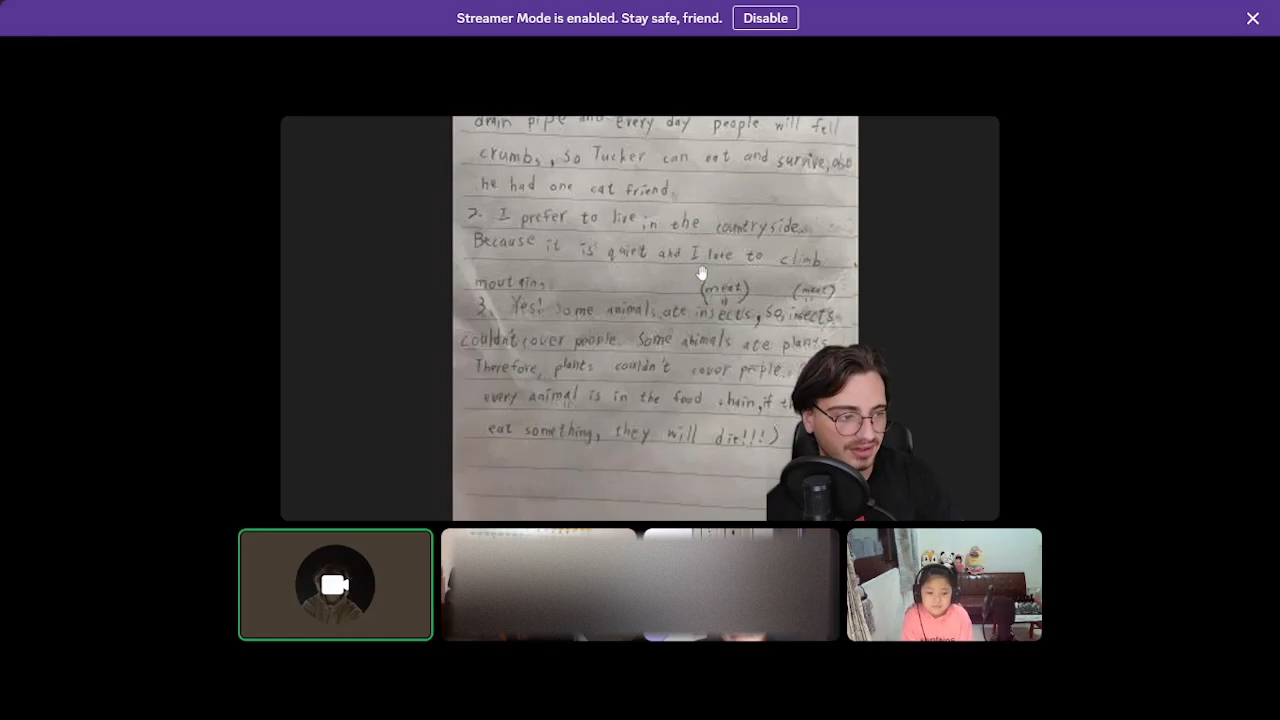 Streamer Mode is enabled. Stay safe, friend. Disable
drain pipe and every day people will fell
crumbs, so Tucker can eat and survive, also
he had one cat friend.
2. I prefer to live in the countryside.
Because it is quiet and I love to climb
(meat) (meat)
3. Yes! Some animals ate insects, so insects
couldn't cover people. Some animals ate plants
Therefore, plants couldn't cover people.
every animal is in the food chain, if
eat something, they will die!!!)